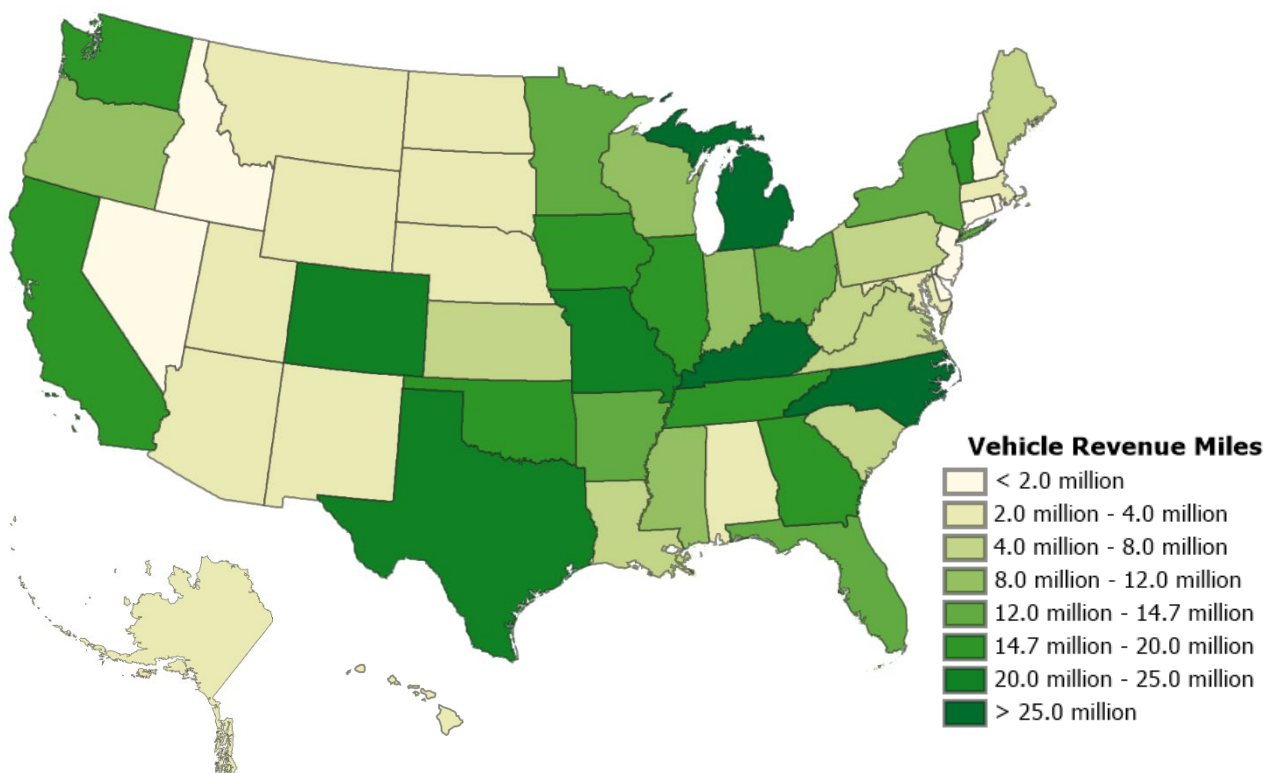 Vehicle Revenue Miles
< 2.0 million
2.0 million - 4.0 million
4.0 million - 8.0 million
8.0 million - 12.0 million
12.0 million - 14.7 million
14.7 million - 20.0 million
20.0 million - 25.0 million
> 25.0 million